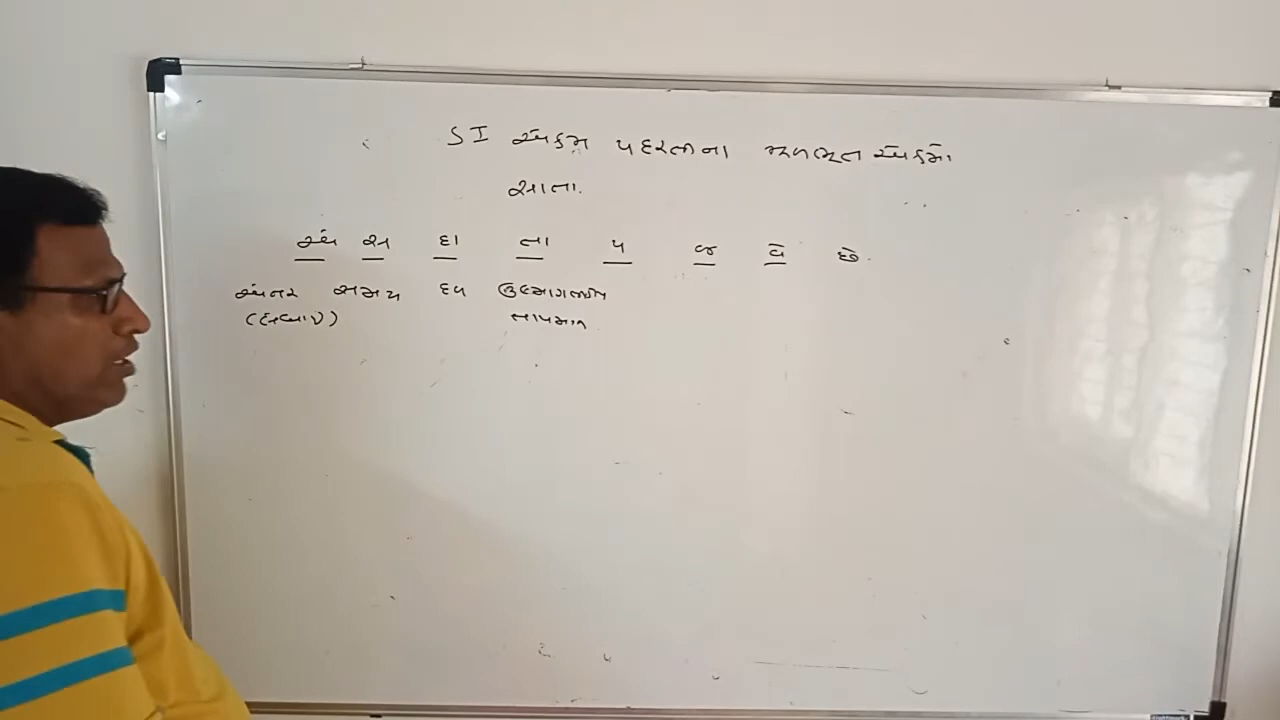 SI એકમ પદ્ધતિના મૂળભૂત એકમો
અં સ દ્ર તા પ જ વે છે.
અંતર સમય દળ ઉષ્માગતીય
(લંબાઈ) તાપમાન